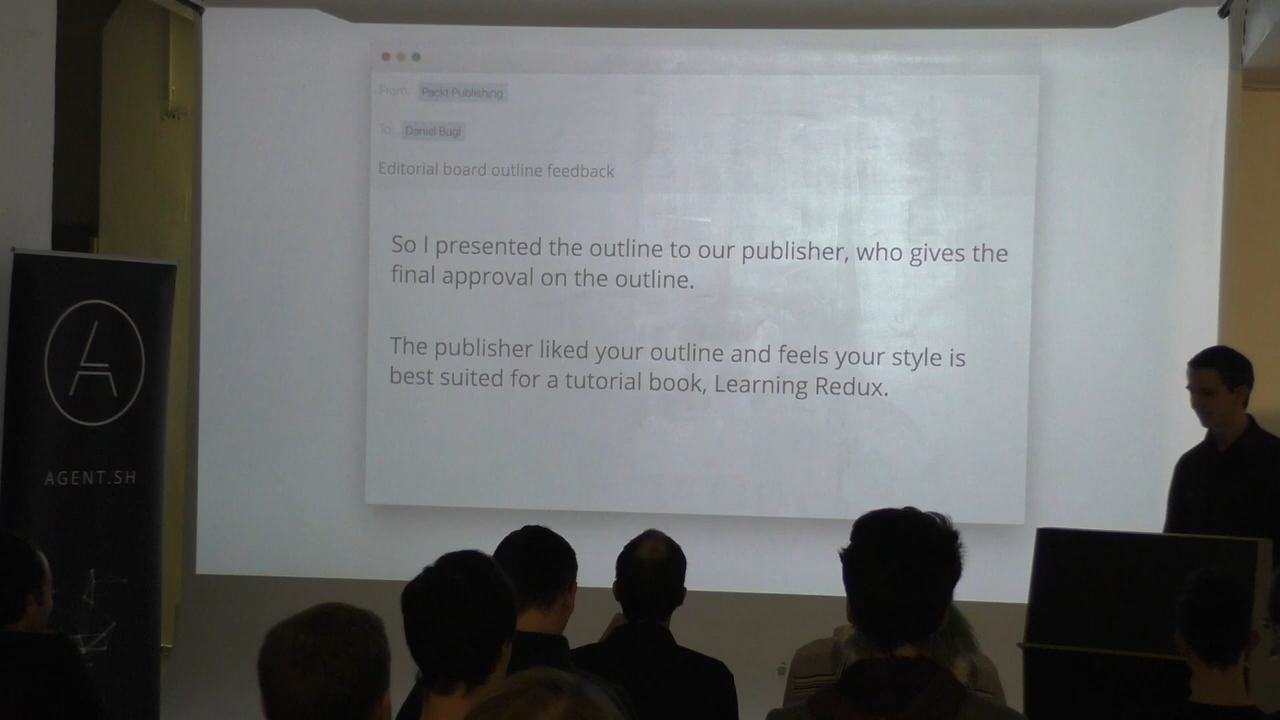 From: Packt Publishing
To: Daniel Bugl
Editorial board outline feedback
So I presented the outline to our publisher, who gives the
final approval on the outline.
The publisher liked your outline and feels your style is
best suited for a tutorial book, Learning Redux.
AGENT.SH